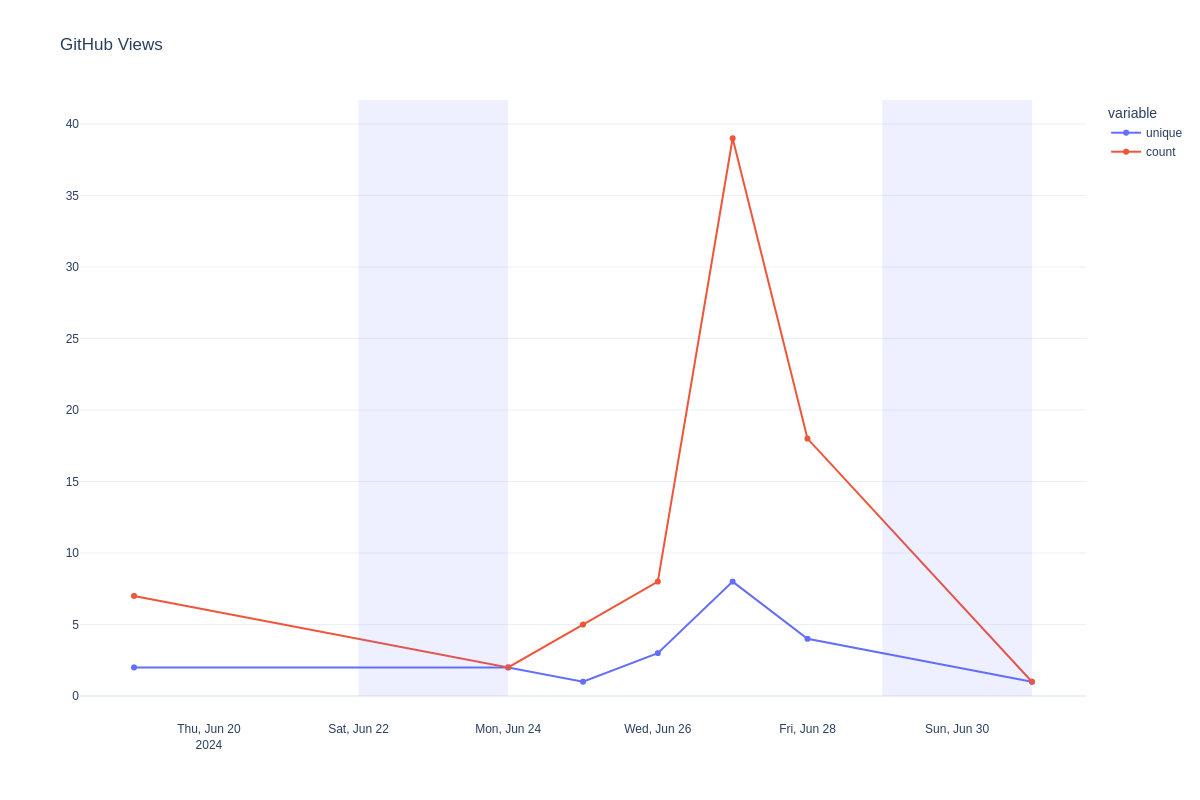 GitHub Views
variable
unique
count
40
35
30
25
20
15
10
5
0
Thu, Jun 20
2024
Sat, Jun 22
Mon, Jun 24
Wed, Jun 26
Fri, Jun 28
Sun, Jun 30